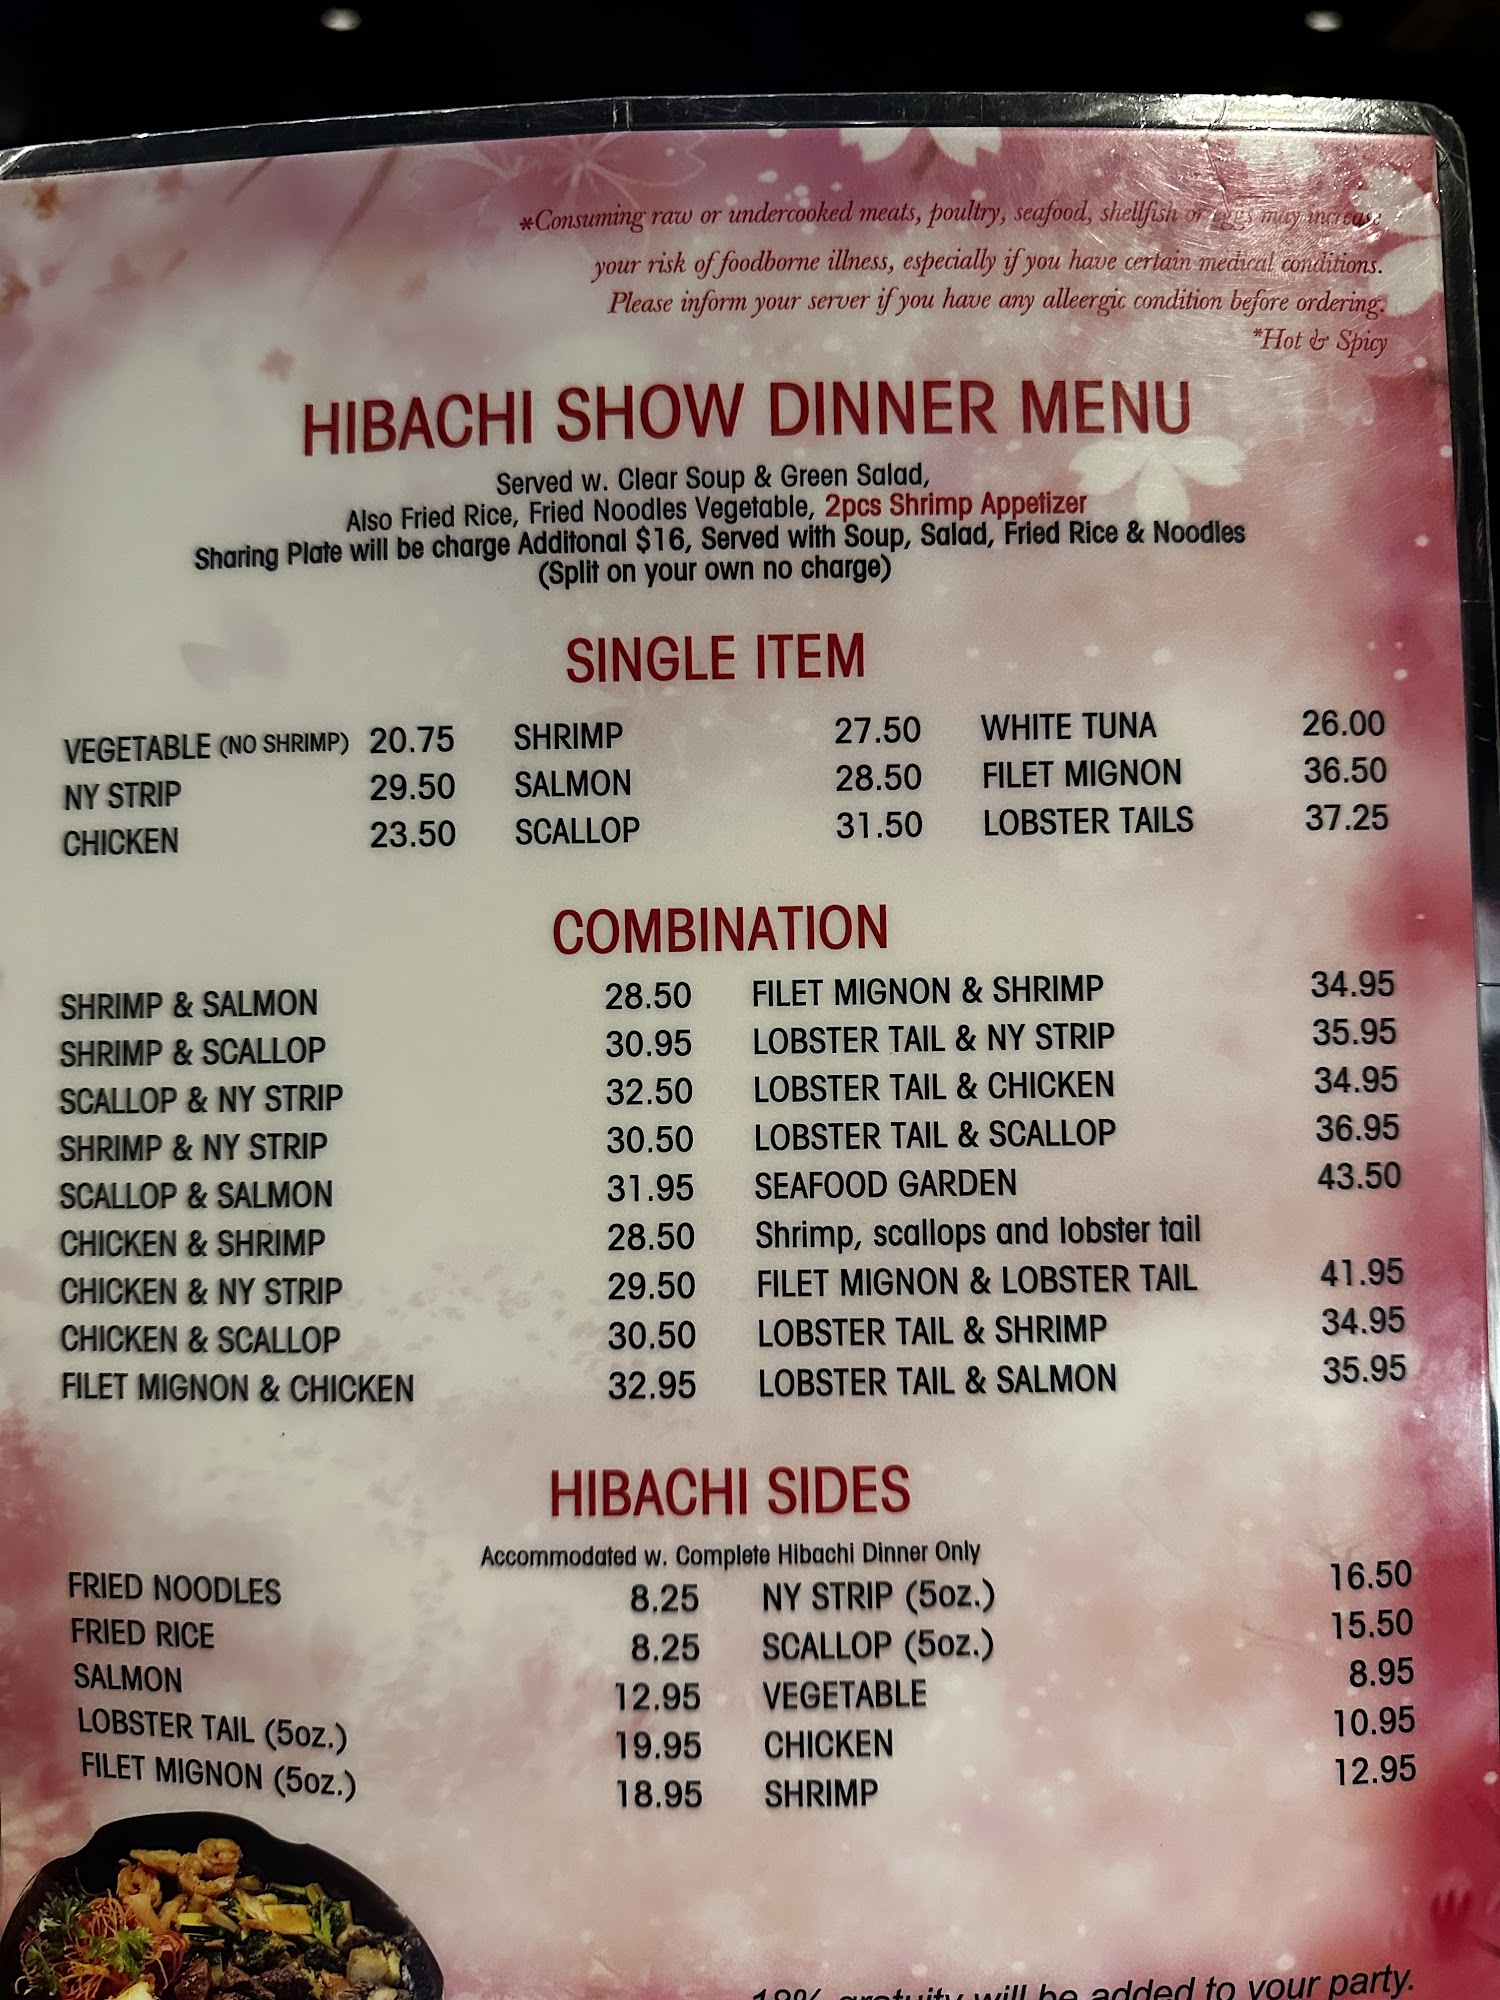 *Consuming raw or undercooked meats, poultry, seafood, shellfish or eggs may increase
your risk of foodborne illness, especially if you have certain medical conditions.
Please inform your server if you have any alleergic condition before ordering.
*Hot & Spicy
HIBACHI SHOW DINNER MENU
Served w. Clear Soup & Green Salad,
Also Fried Rice, Fried Noodles Vegetable, 2pcs Shrimp Appetizer
Sharing Plate will be charge Additonal $16, Served with Soup, Salad, Fried Rice & Noodles
(Split on your own no charge)
SINGLE ITEM
VEGETABLE (NO SHRIMP) 20.75 SHRIMP 27.50 WHITE TUNA 26.00
NY STRIP 29.50 SALMON 28.50 FILET MIGNON 36.50
CHICKEN 23.50 SCALLOP 31.50 LOBSTER TAILS 37.25
COMBINATION
SHRIMP & SALMON 28.50 FILET MIGNON & SHRIMP 34.95
SHRIMP & SCALLOP 30.95 LOBSTER TAIL & NY STRIP 35.95
SCALLOP & NY STRIP 32.50 LOBSTER TAIL & CHICKEN 34.95
SHRIMP & NY STRIP 30.50 LOBSTER TAIL & SCALLOP 36.95
SCALLOP & SALMON 31.95 SEAFOOD GARDEN 43.50
CHICKEN & SHRIMP 28.50 Shrimp, scallops and lobster tail
CHICKEN & NY STRIP 29.50 FILET MIGNON & LOBSTER TAIL 41.95
CHICKEN & SCALLOP 30.50 LOBSTER TAIL & SHRIMP 34.95
FILET MIGNON & CHICKEN 32.95 LOBSTER TAIL & SALMON 35.95
HIBACHI SIDES
Accommodated w. Complete Hibachi Dinner Only
FRIED NOODLES 8.25 NY STRIP (5oz.) 16.50
FRIED RICE 8.25 SCALLOP (5oz.) 15.50
SALMON 12.95 VEGETABLE 8.95
LOBSTER TAIL (5oz.) 19.95 CHICKEN 10.95
FILET MIGNON (5oz.) 18.95 SHRIMP 12.95
18% gratuity will be added to your party.